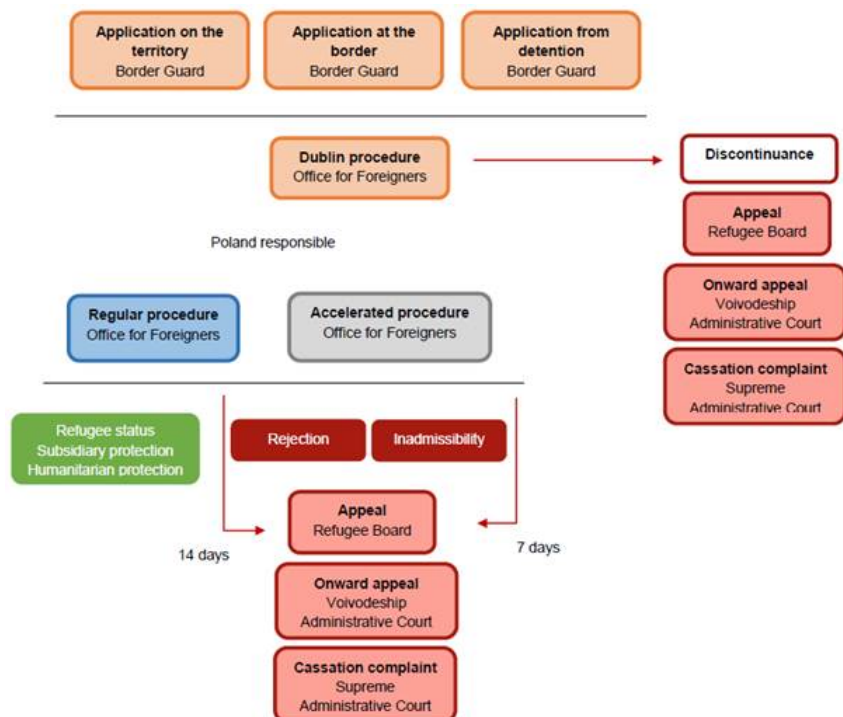 Application on the
territory
Border Guard
Application at the
border
Border Guard
Application from
detention
Border Guard
Dublin procedure
Office for Foreigners
Discontinuance
Appeal
Refugee Board
Onward appeal
Voivodeship
Administrative Court
Cassation complaint
Supreme
Administrative Court
Poland responsible
Regular procedure
Office for Foreigners
Accelerated procedure
Office for Foreigners
Refugee status
Subsidiary protection
Humanitarian protection
Rejection
Inadmissibility
14 days
7 days
Appeal
Refugee Board
Onward appeal
Voivodeship
Administrative Court
Cassation complaint
Supreme
Administrative Court